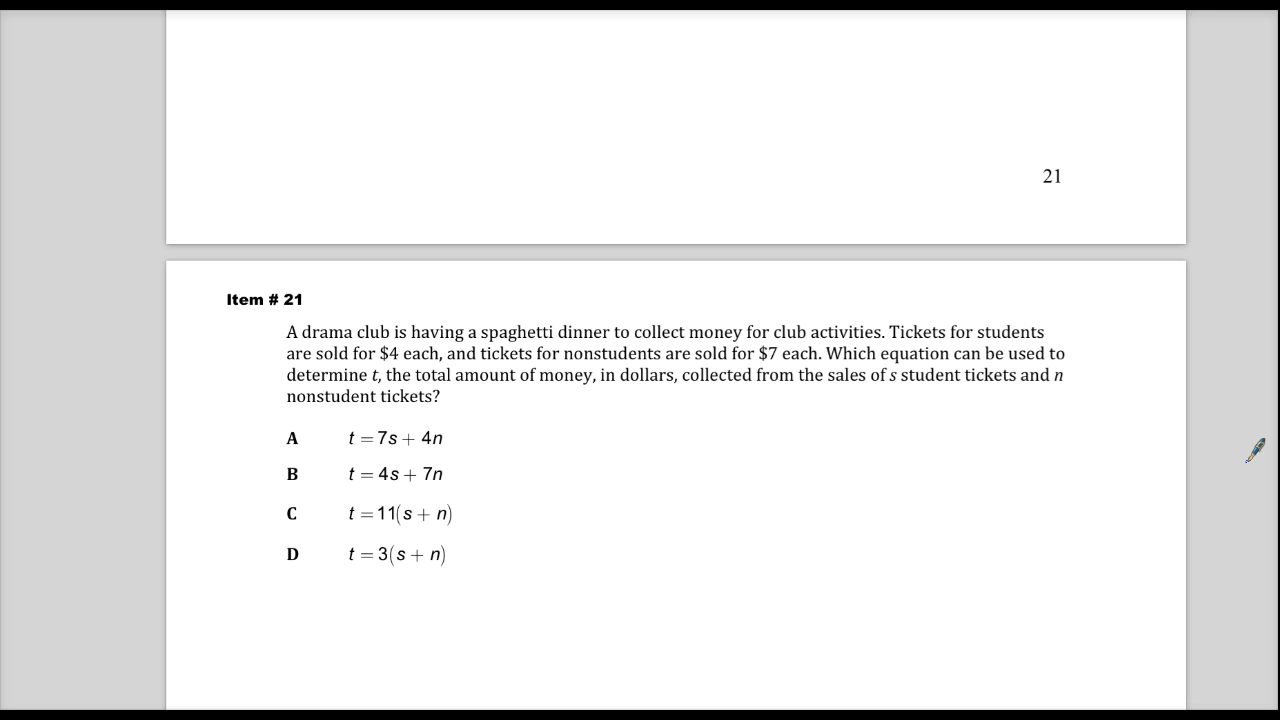 21
Item # 21
A drama club is having a spaghetti dinner to collect money for club activities. Tickets for students
are sold for $4 each, and tickets for nonstudents are sold for $7 each. Which equation can be used to
determine t, the total amount of money, in dollars, collected from the sales of s student tickets and n
nonstudent tickets?
A t = 7s + 4n
B t = 4s + 7n
C t = 11(s + n)
D t = 3(s + n)